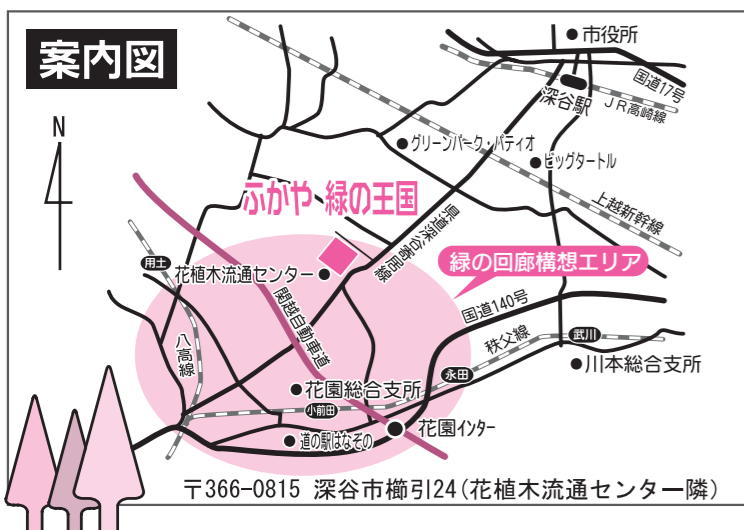 案内図
N
市役所
国道17号
深谷駅
JR高崎線
グリーンパーク・パティオ
ビッグタートル
上越新幹線
ふかや緑の王国
県道深谷寄居線
緑の回廊構想エリア
用土
花植木流通センター
関越自動車道
国道140号
八高線
秩父線
武川
川本総合支所
永田
花園総合支所
小前田
道の駅はなぞの
花園インター
〒366-0815 深谷市櫛引24(花植木流通センター隣)